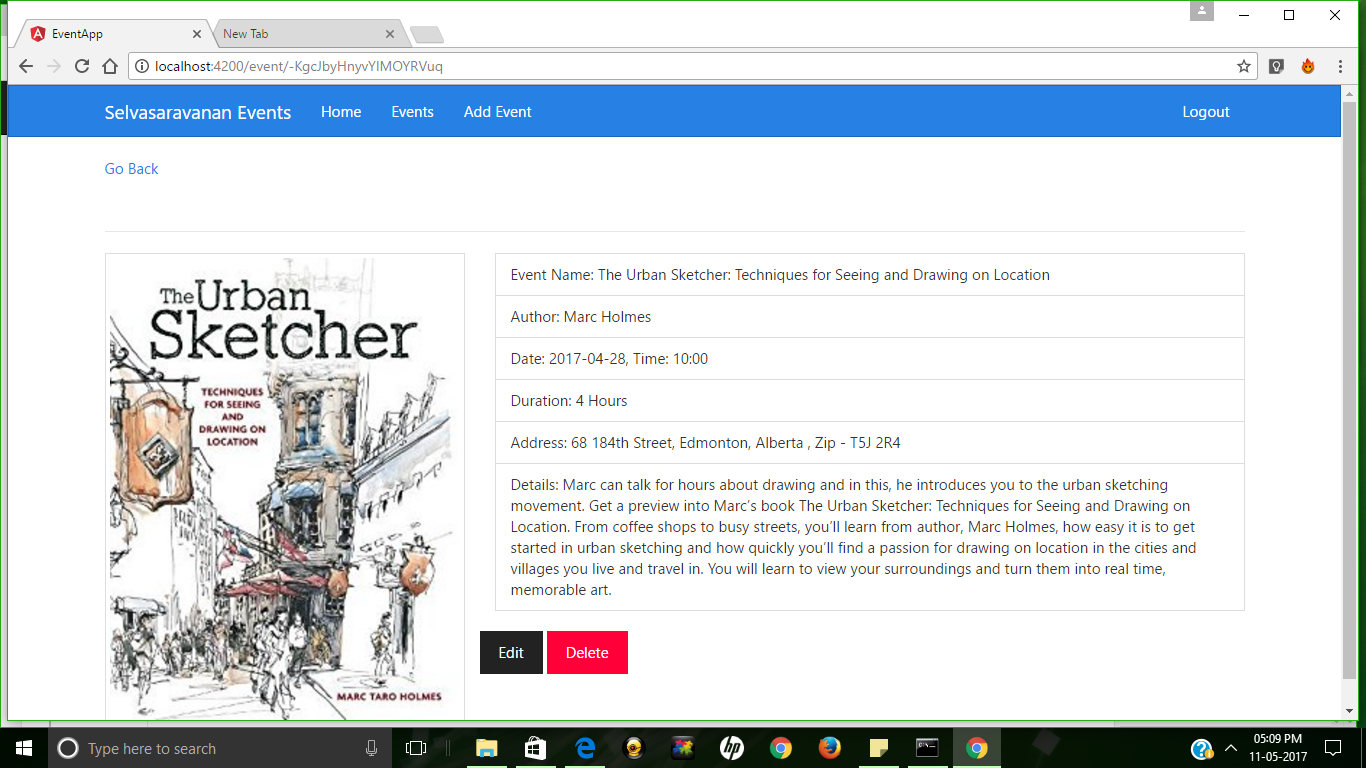 EventApp
New Tab
localhost:4200/event/-KgcJbyHnyvYIMOYRVuq
Selvasaravanan Events Home Events Add Event Logout
Go Back
The Urban
Sketcher
TECHNIQUES
FOR SEEING
AND
DRAWING ON
LOCATION
MARC TARO HOLMES
Event Name: The Urban Sketcher: Techniques for Seeing and Drawing on Location
Author: Marc Holmes
Date: 2017-04-28, Time: 10:00
Duration: 4 Hours
Address: 68 184th Street, Edmonton, Alberta , Zip - T5J 2R4
Details: Marc can talk for hours about drawing and in this, he introduces you to the urban sketching
movement. Get a preview into Marc’s book The Urban Sketcher: Techniques for Seeing and Drawing on
Location. From coffee shops to busy streets, you’ll learn from author, Marc Holmes, how easy it is to get
started in urban sketching and how quickly you’ll find a passion for drawing on location in the cities and
villages you live and travel in. You will learn to view your surroundings and turn them into real time,
memorable art.
Edit Delete
Type here to search
hp
05:09 PM
11-05-2017